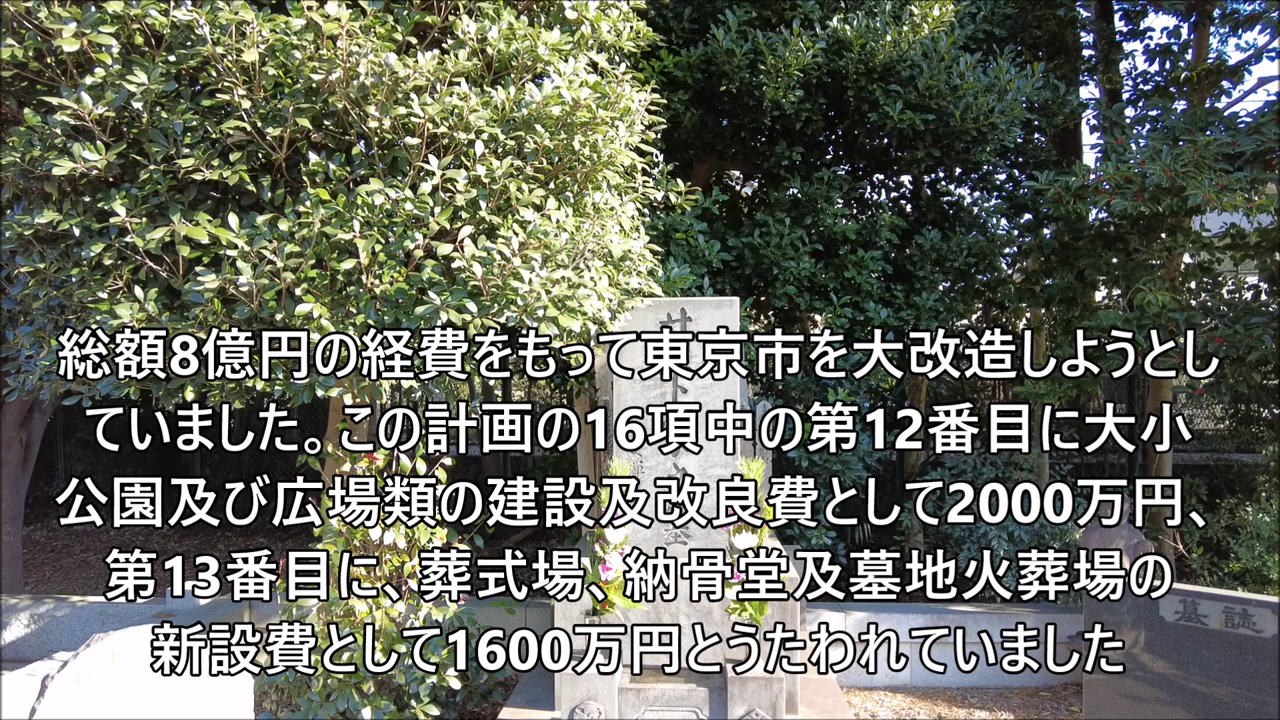 総額8億円の経費をもって東京市を大改造しようとし
ていました。この計画の16項中の第12番目に大小
公園及び広場類の建設及改良費として2000万円、
第13番目に、葬式場、納骨堂及墓地火葬場の
新設費として1600万円とうたわれていました
井下
墓
墓誌